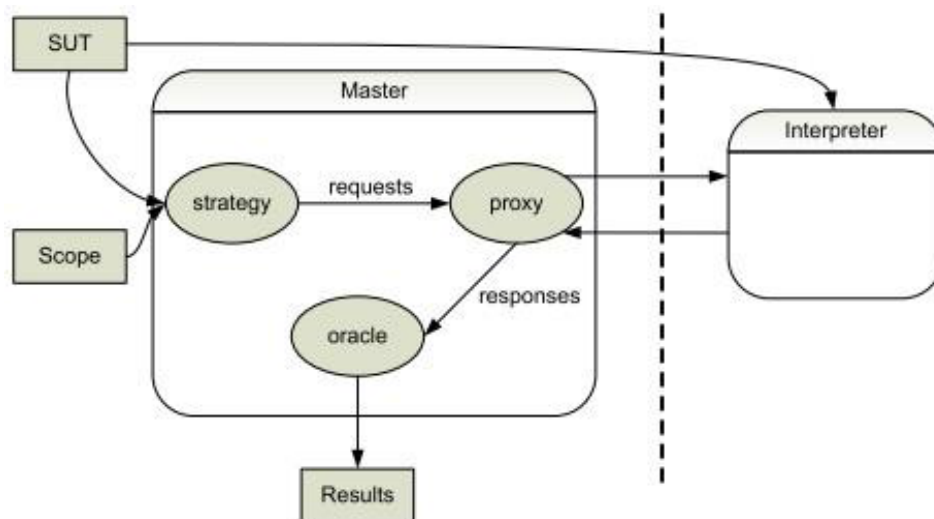 SUT
Master
Interpreter
strategy
requests
proxy
Scope
responses
oracle
Results